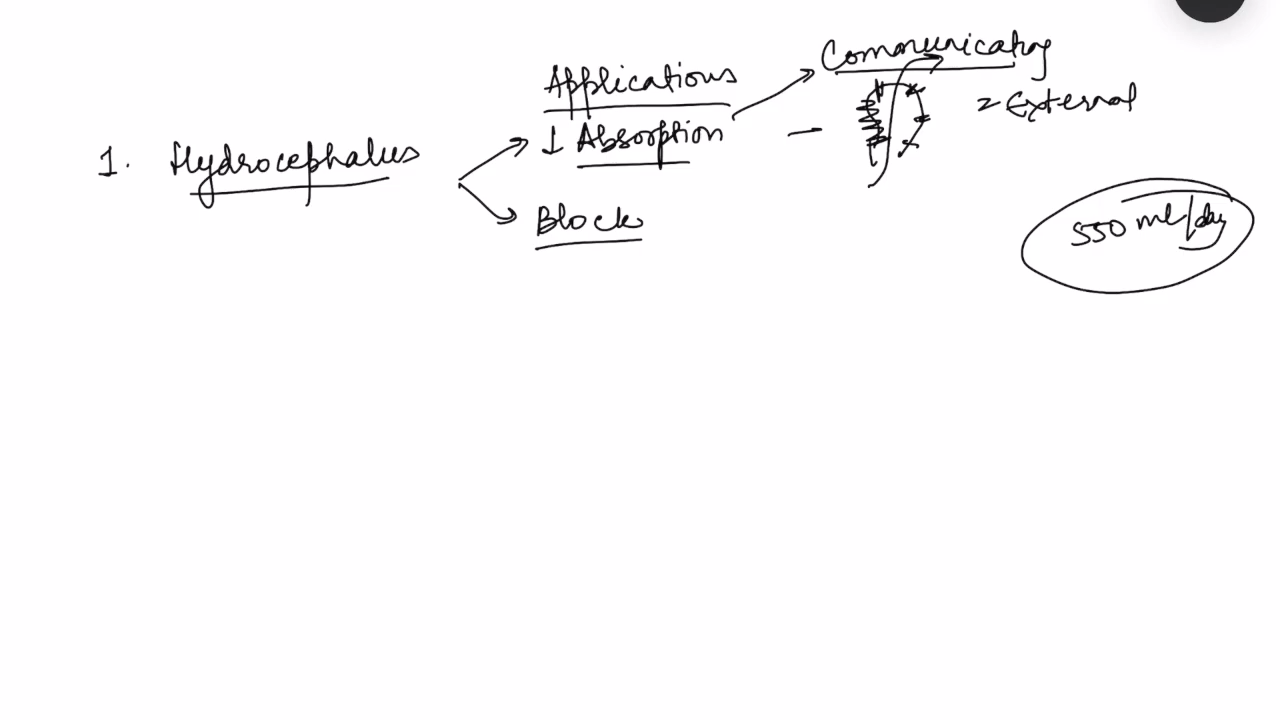 Applications
1. Hydrocephalus
↓ Absorption
Block
Communicating
= External
550 ml/day